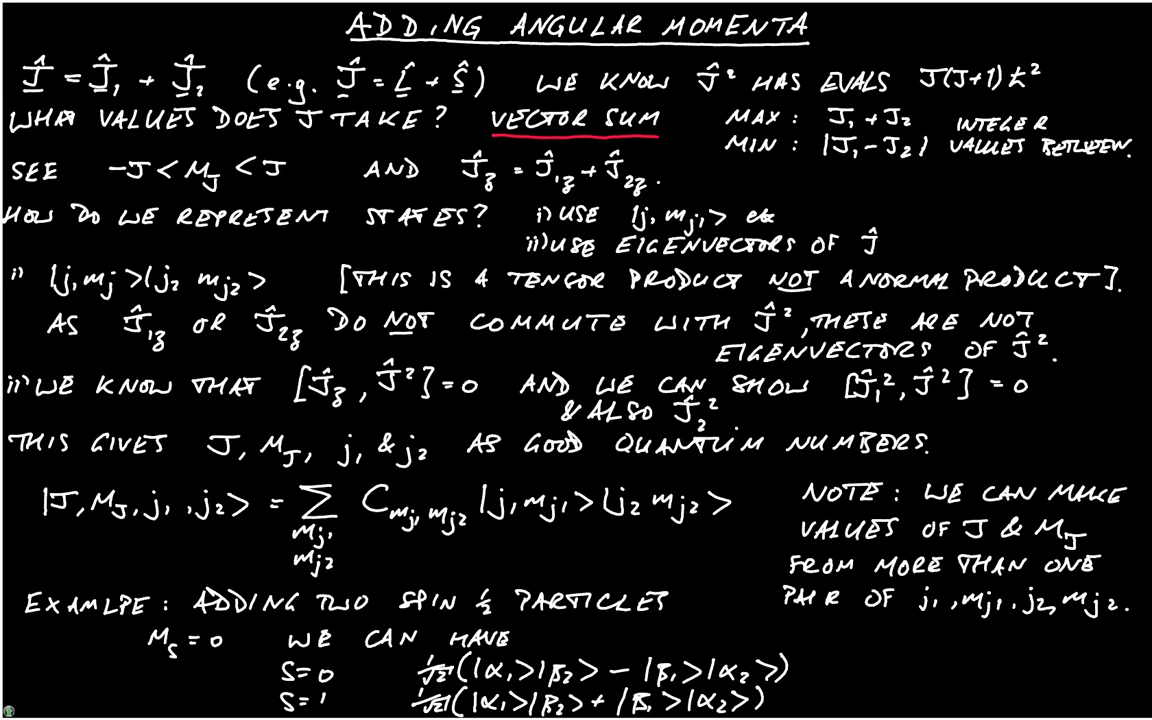 ADDING ANGULAR MOMENTA
Ĵ = Ĵ₁ + Ĵ₂ (e.g. Ĵ = L̂ + Ŝ) WE KNOW Ĵ² HAS EVALS J(J+1)ħ²
WHAT VALUES DOES J TAKE? VECTOR SUM MAX: J₁ + J₂ INTEGER
MIN: |J₁ - J₂| VALUES BETWEEN.
SEE -J < M_J < J AND Ĵ_z = Ĵ_1z + Ĵ_2z.
HOW DO WE REPRESENT STATES? i) USE |j₁ m_j1> etc
ii) USE EIGENVECTORS OF Ĵ
i) |j₁ m_j>|j₂ m_j2> [THIS IS A TENSOR PRODUCT NOT A NORMAL PRODUCT].
AS Ĵ_1z OR Ĵ_2z DO NOT COMMUTE WITH Ĵ², THESE ARE NOT
EIGENVECTORS OF Ĵ².
ii) WE KNOW THAT [Ĵ_z, Ĵ²] = 0 AND WE CAN SHOW [Ĵ₁², Ĵ²] = 0
& ALSO Ĵ₂².
THIS GIVES J, M_J, j₁ & j₂ AS GOOD QUANTUM NUMBERS.
|J, M_J, j₁, j₂> = Σ C_mj1 mj2 |j₁ m_j1>|j₂ m_j2>
m_j1
m_j2
NOTE: WE CAN MAKE
VALUES OF J & M_J
FROM MORE THAN ONE
PAIR OF j₁, m_j1, j₂, m_j2.
EXAMLPE: ADDING TWO SPIN ½ PARTICLES
M_S = 0 WE CAN HAVE
S=0 1/√2 (|α₁>|β₂> - |β₁>|α₂>)
S=1 1/√2 (|α₁>|β₂> + |β₁>|α₂>)